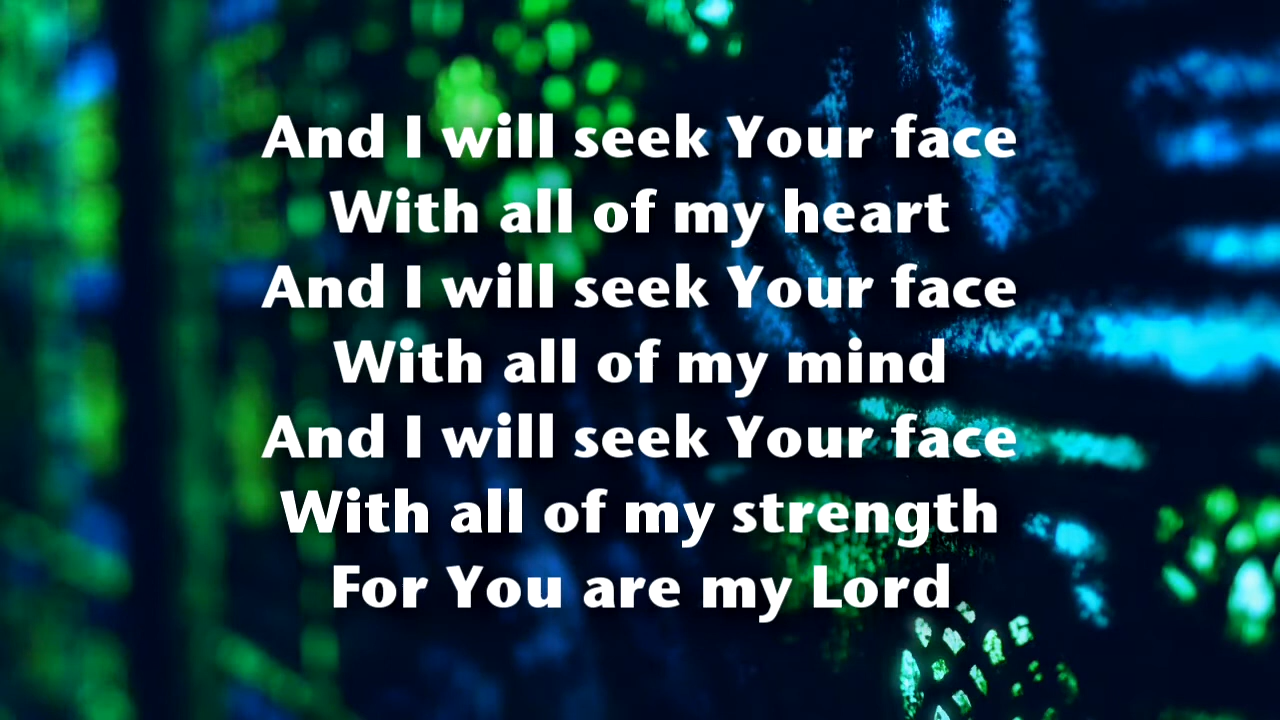 And I will seek Your face
With all of my heart
And I will seek Your face
With all of my mind
And I will seek Your face
With all of my strength
For You are my Lord